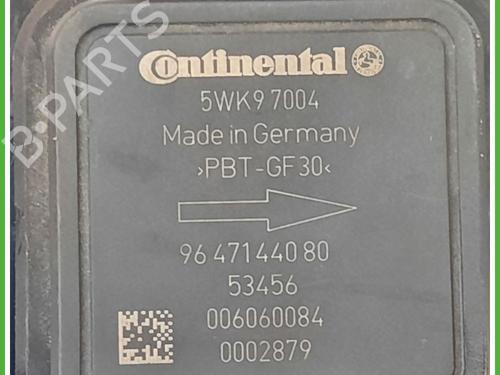 B-PARTS
Continental
5WK9 7004
Made in Germany
>PBT-GF30<
96 471440 80
53456
006060084
0002879